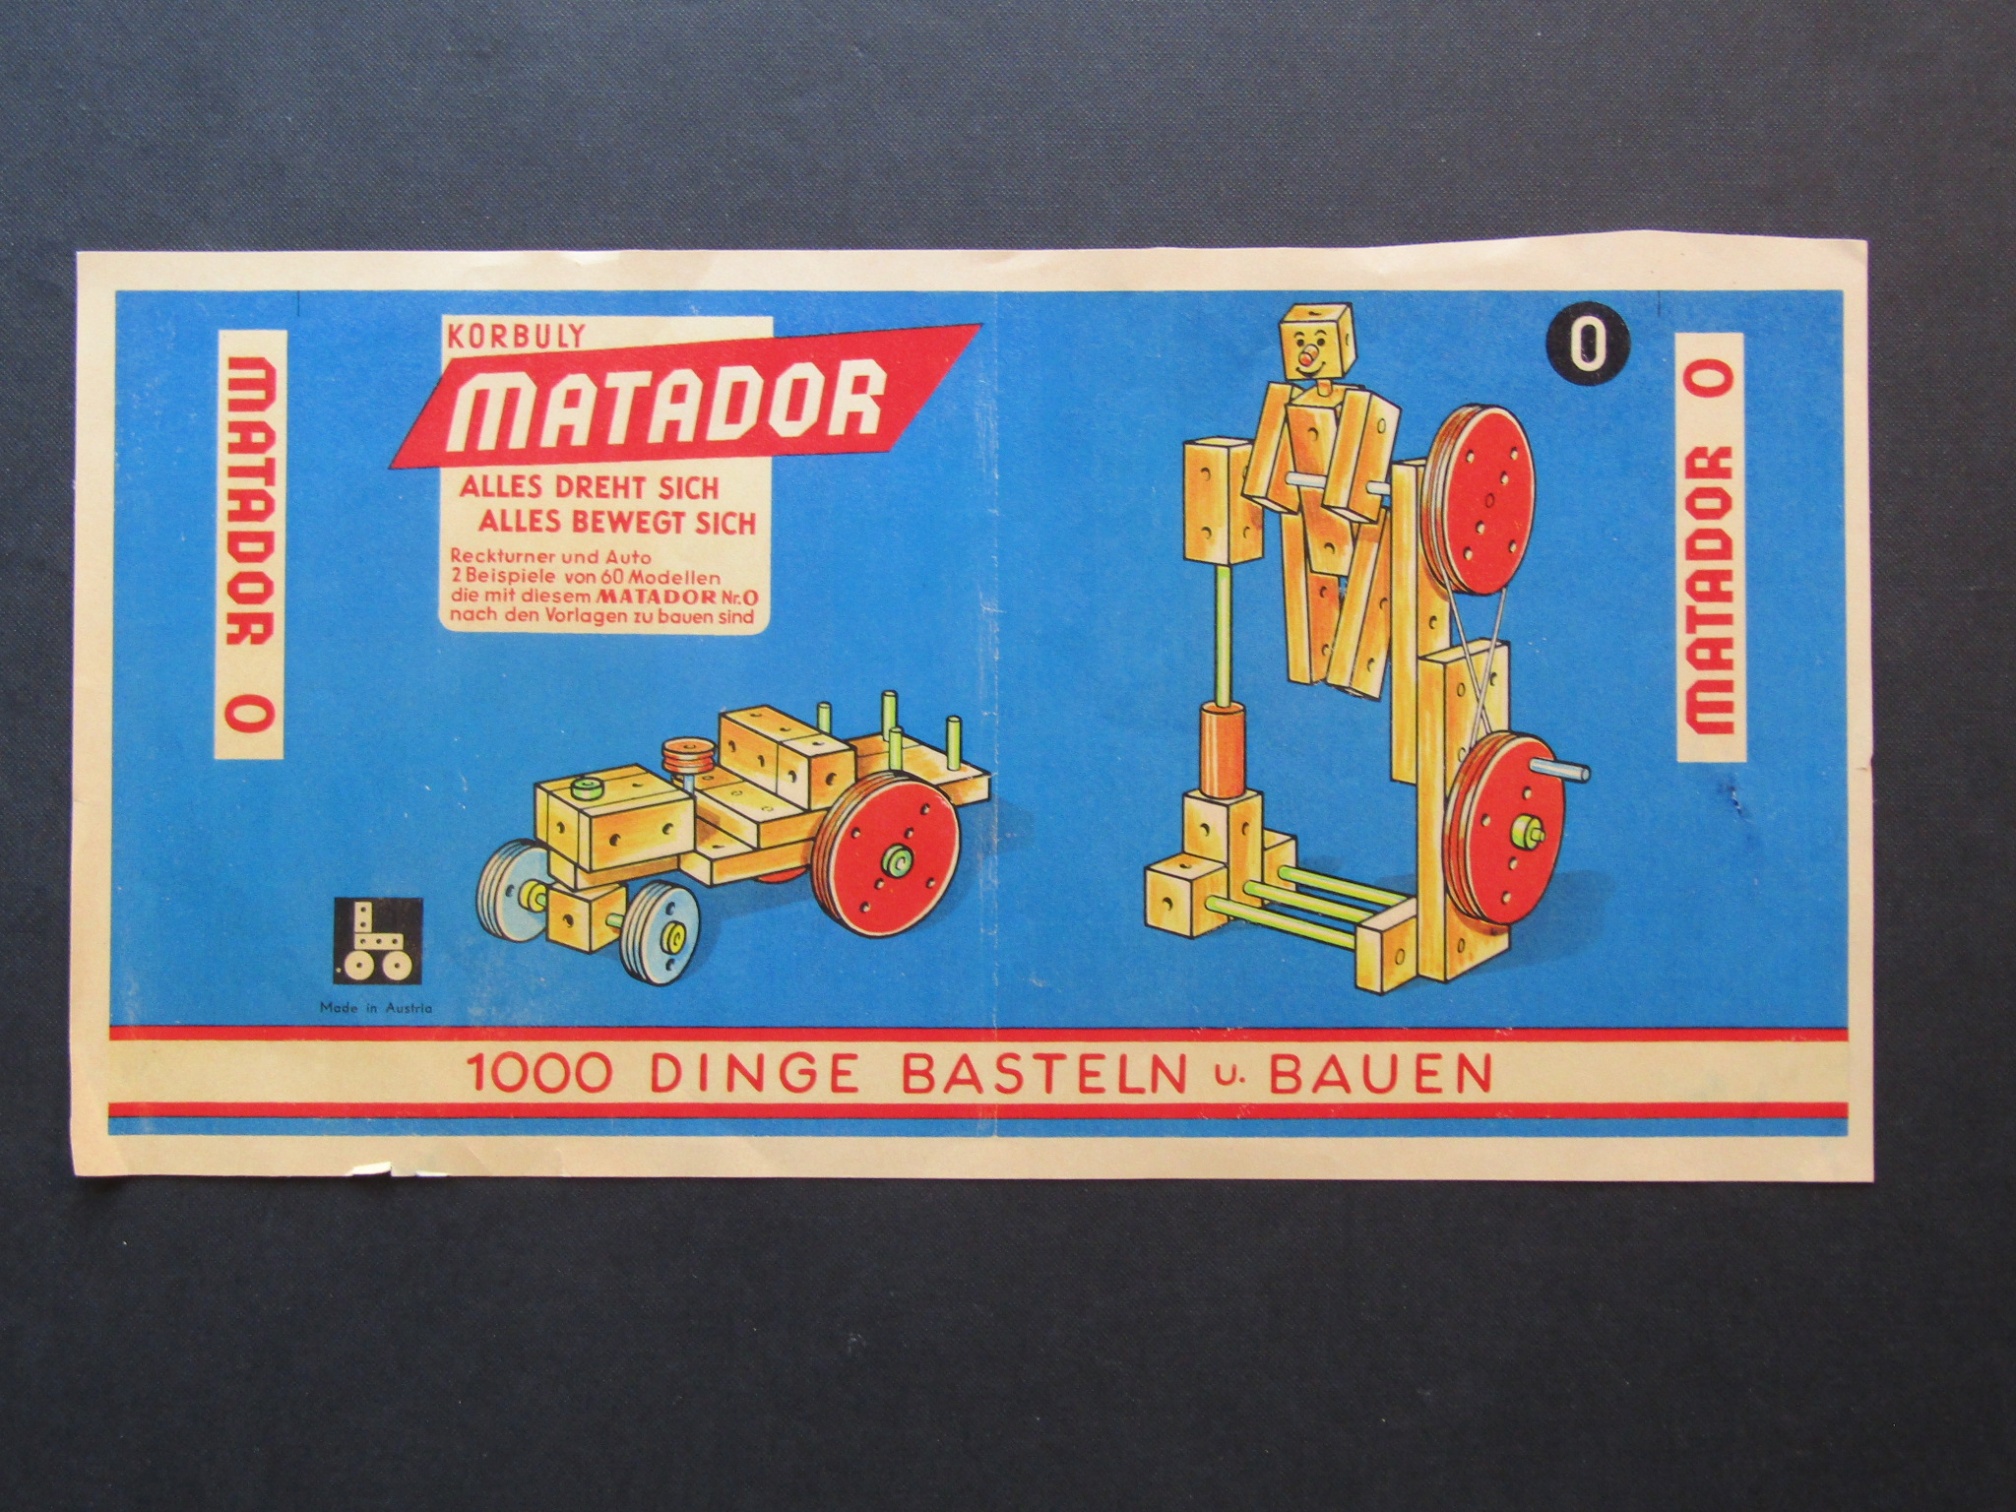 MATADOR O
KORBULY
MATADOR
ALLES DREHT SICH
ALLES BEWEGT SICH
Reckturner und Auto
2 Beispiele von 60 Modellen
die mit diesem MATADOR Nr. O
nach den Vorlagen zu bauen sind
O
MATADOR O
Made in Austria
1000 DINGE BASTELN u. BAUEN